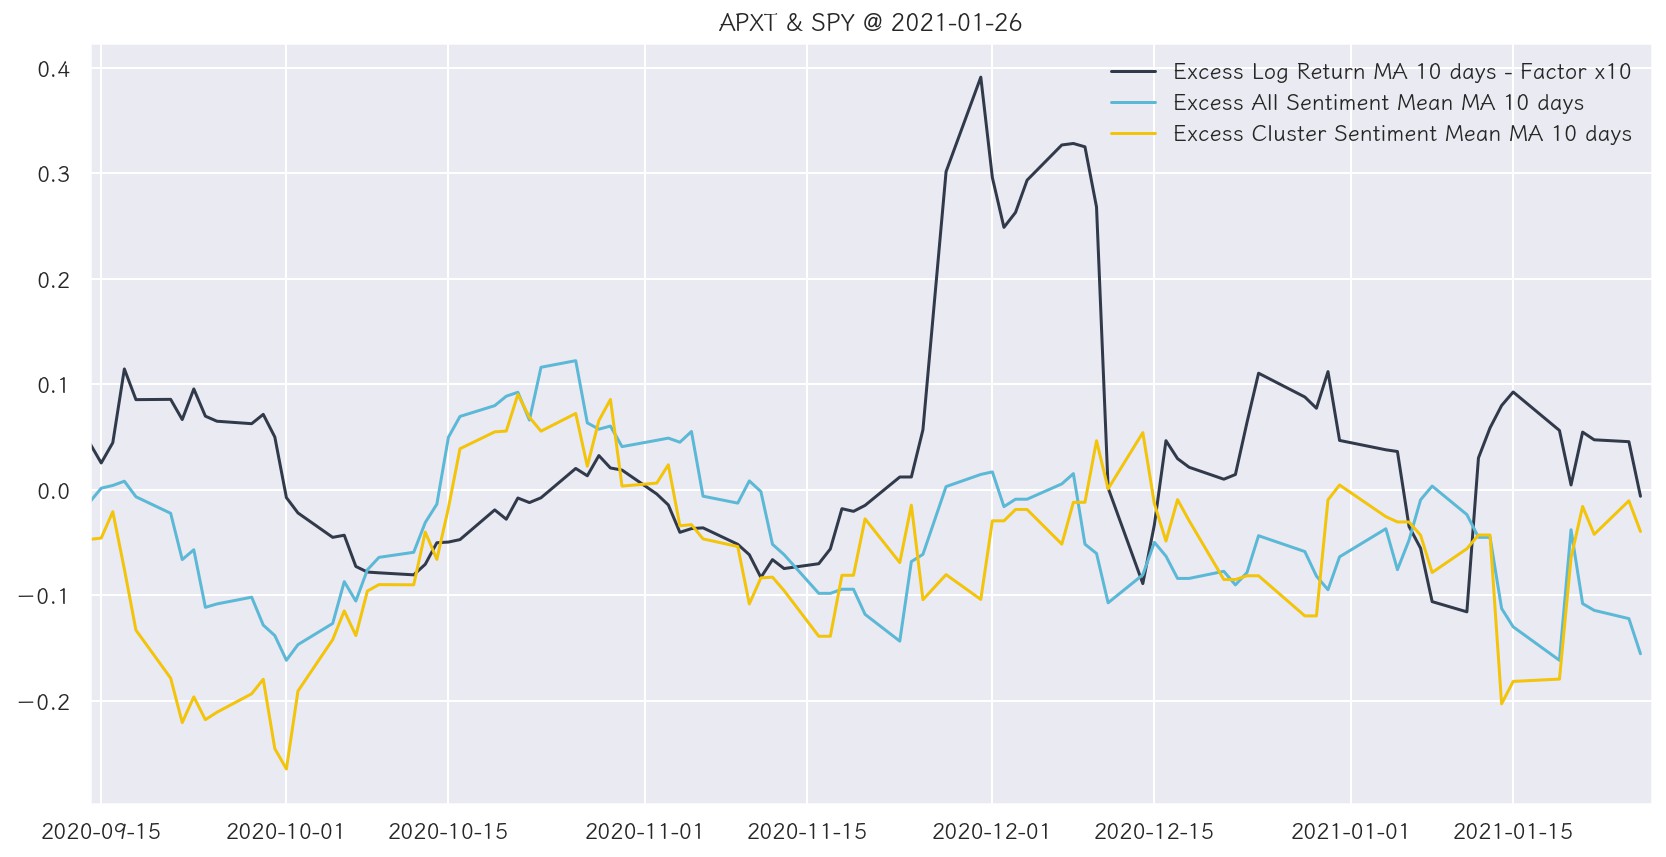 APXT & SPY @ 2021-01-26
Excess Log Return MA 10 days - Factor x10
Excess All Sentiment Mean MA 10 days
Excess Cluster Sentiment Mean MA 10 days
0.4
0.3
0.2
0.1
0.0
−0.1
−0.2
2020-09-15 2020-10-01 2020-10-15 2020-11-01 2020-11-15 2020-12-01 2020-12-15 2021-01-01 2021-01-15